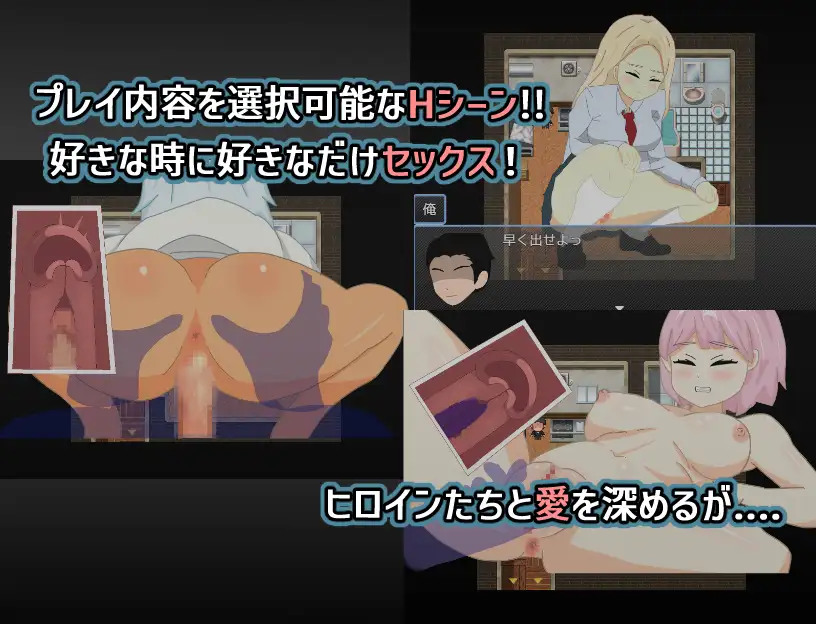 プレイ内容を選択可能なHシーン!!
好きな時に好きなだけセックス!
俺
早く出せよっ
ヒロインたちと愛を深めるが....